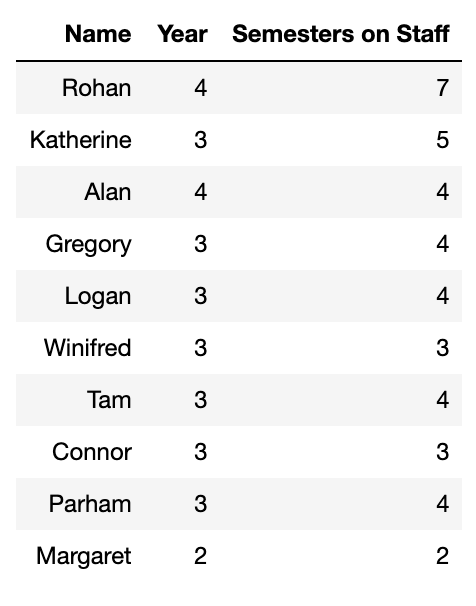 Name Year Semesters on Staff
Rohan 4 7
Katherine 3 5
Alan 4 4
Gregory 3 4
Logan 3 4
Winifred 3 3
Tam 3 4
Connor 3 3
Parham 3 4
Margaret 2 2